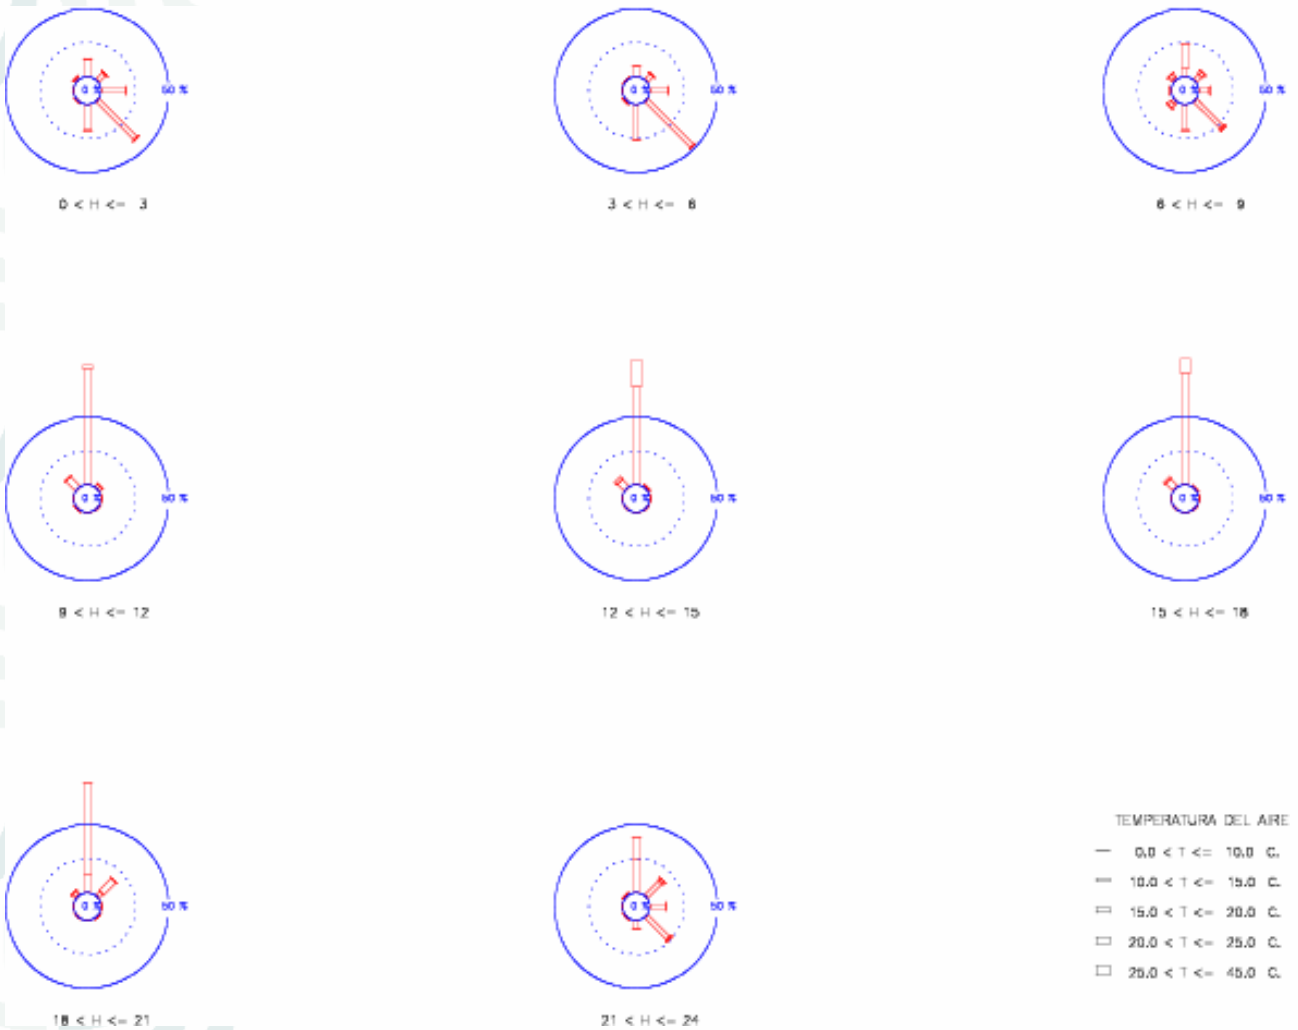 0 %
50 %
0 %
50 %
0 %
50 %
0 < H <= 3
3 < H <= 6
6 < H <= 9
0 %
50 %
0 %
50 %
0 %
50 %
9 < H <= 12
12 < H <= 15
15 < H <= 18
TEMPERATURA DEL AIRE
0.0 < T <= 10.0 C.
10.0 < T <= 15.0 C.
0 %
50 %
0 %
50 %
15.0 < T <= 20.0 C.
20.0 < T <= 25.0 C.
25.0 < T <= 45.0 C.
18 < H <= 21
21 < H <= 24